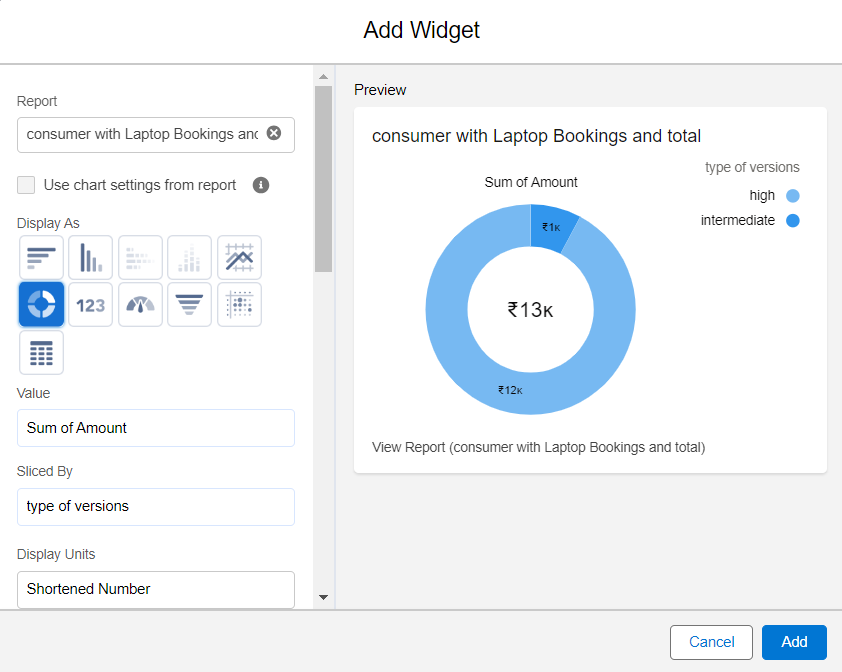 Add Widget
Report
consumer with Laptop Bookings anc
Use chart settings from report
Display As
123
Value
Sum of Amount
Sliced By
type of versions
Display Units
Shortened Number
Preview
consumer with Laptop Bookings and total
type of versions
high
intermediate
Sum of Amount
₹1K
₹13K
₹12K
View Report (consumer with Laptop Bookings and total)
Cancel
Add